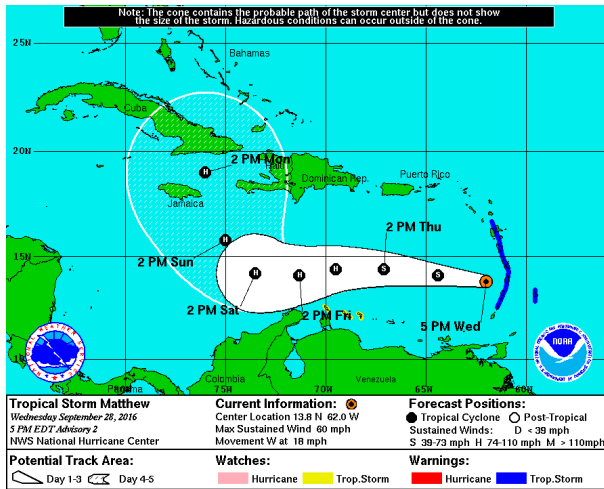 Note: The cone contains the probable path of the storm center but does not show
the size of the storm. Hazardous conditions can occur outside of the cone.
25N
Bahamas
Cuba
20N
2 PM Mon
Haiti
Dominican Rep.
Puerto Rico
Jamaica
2 PM Thu
2 PM Sun
15N
2 PM Sat
2 PM Fri
5 PM Wed
10N
NOAA
Panama
80W
Colombia
70W
Venezuela
65W
60W
H
H
H
H
H
S
S
Tropical Storm Matthew
Wednesday September 28, 2016
5 PM EDT Advisory 2
NWS National Hurricane Center
Current Information:
Center Location 13.8 N 62.0 W
Max Sustained Wind 60 mph
Movement W at 18 mph
Forecast Positions:
Tropical Cyclone Post-Tropical
Sustained Winds: D < 39 mph
S 39-73 mph H 74-110 mph M > 110mph
Potential Track Area:
Day 1-3 Day 4-5
Watches:
Hurricane Trop.Storm
Warnings:
Hurricane Trop.Storm